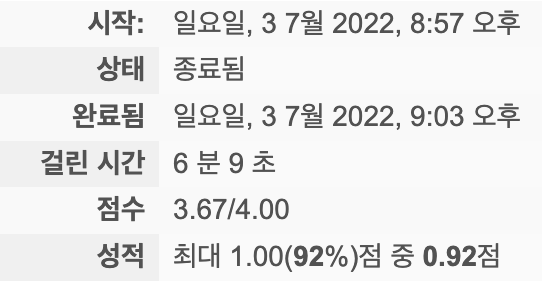 시작: 일요일, 3 7월 2022, 8:57 오후
상태 종료됨
완료됨 일요일, 3 7월 2022, 9:03 오후
걸린 시간 6 분 9 초
점수 3.67/4.00
성적 최대 1.00(92%)점 중 0.92점